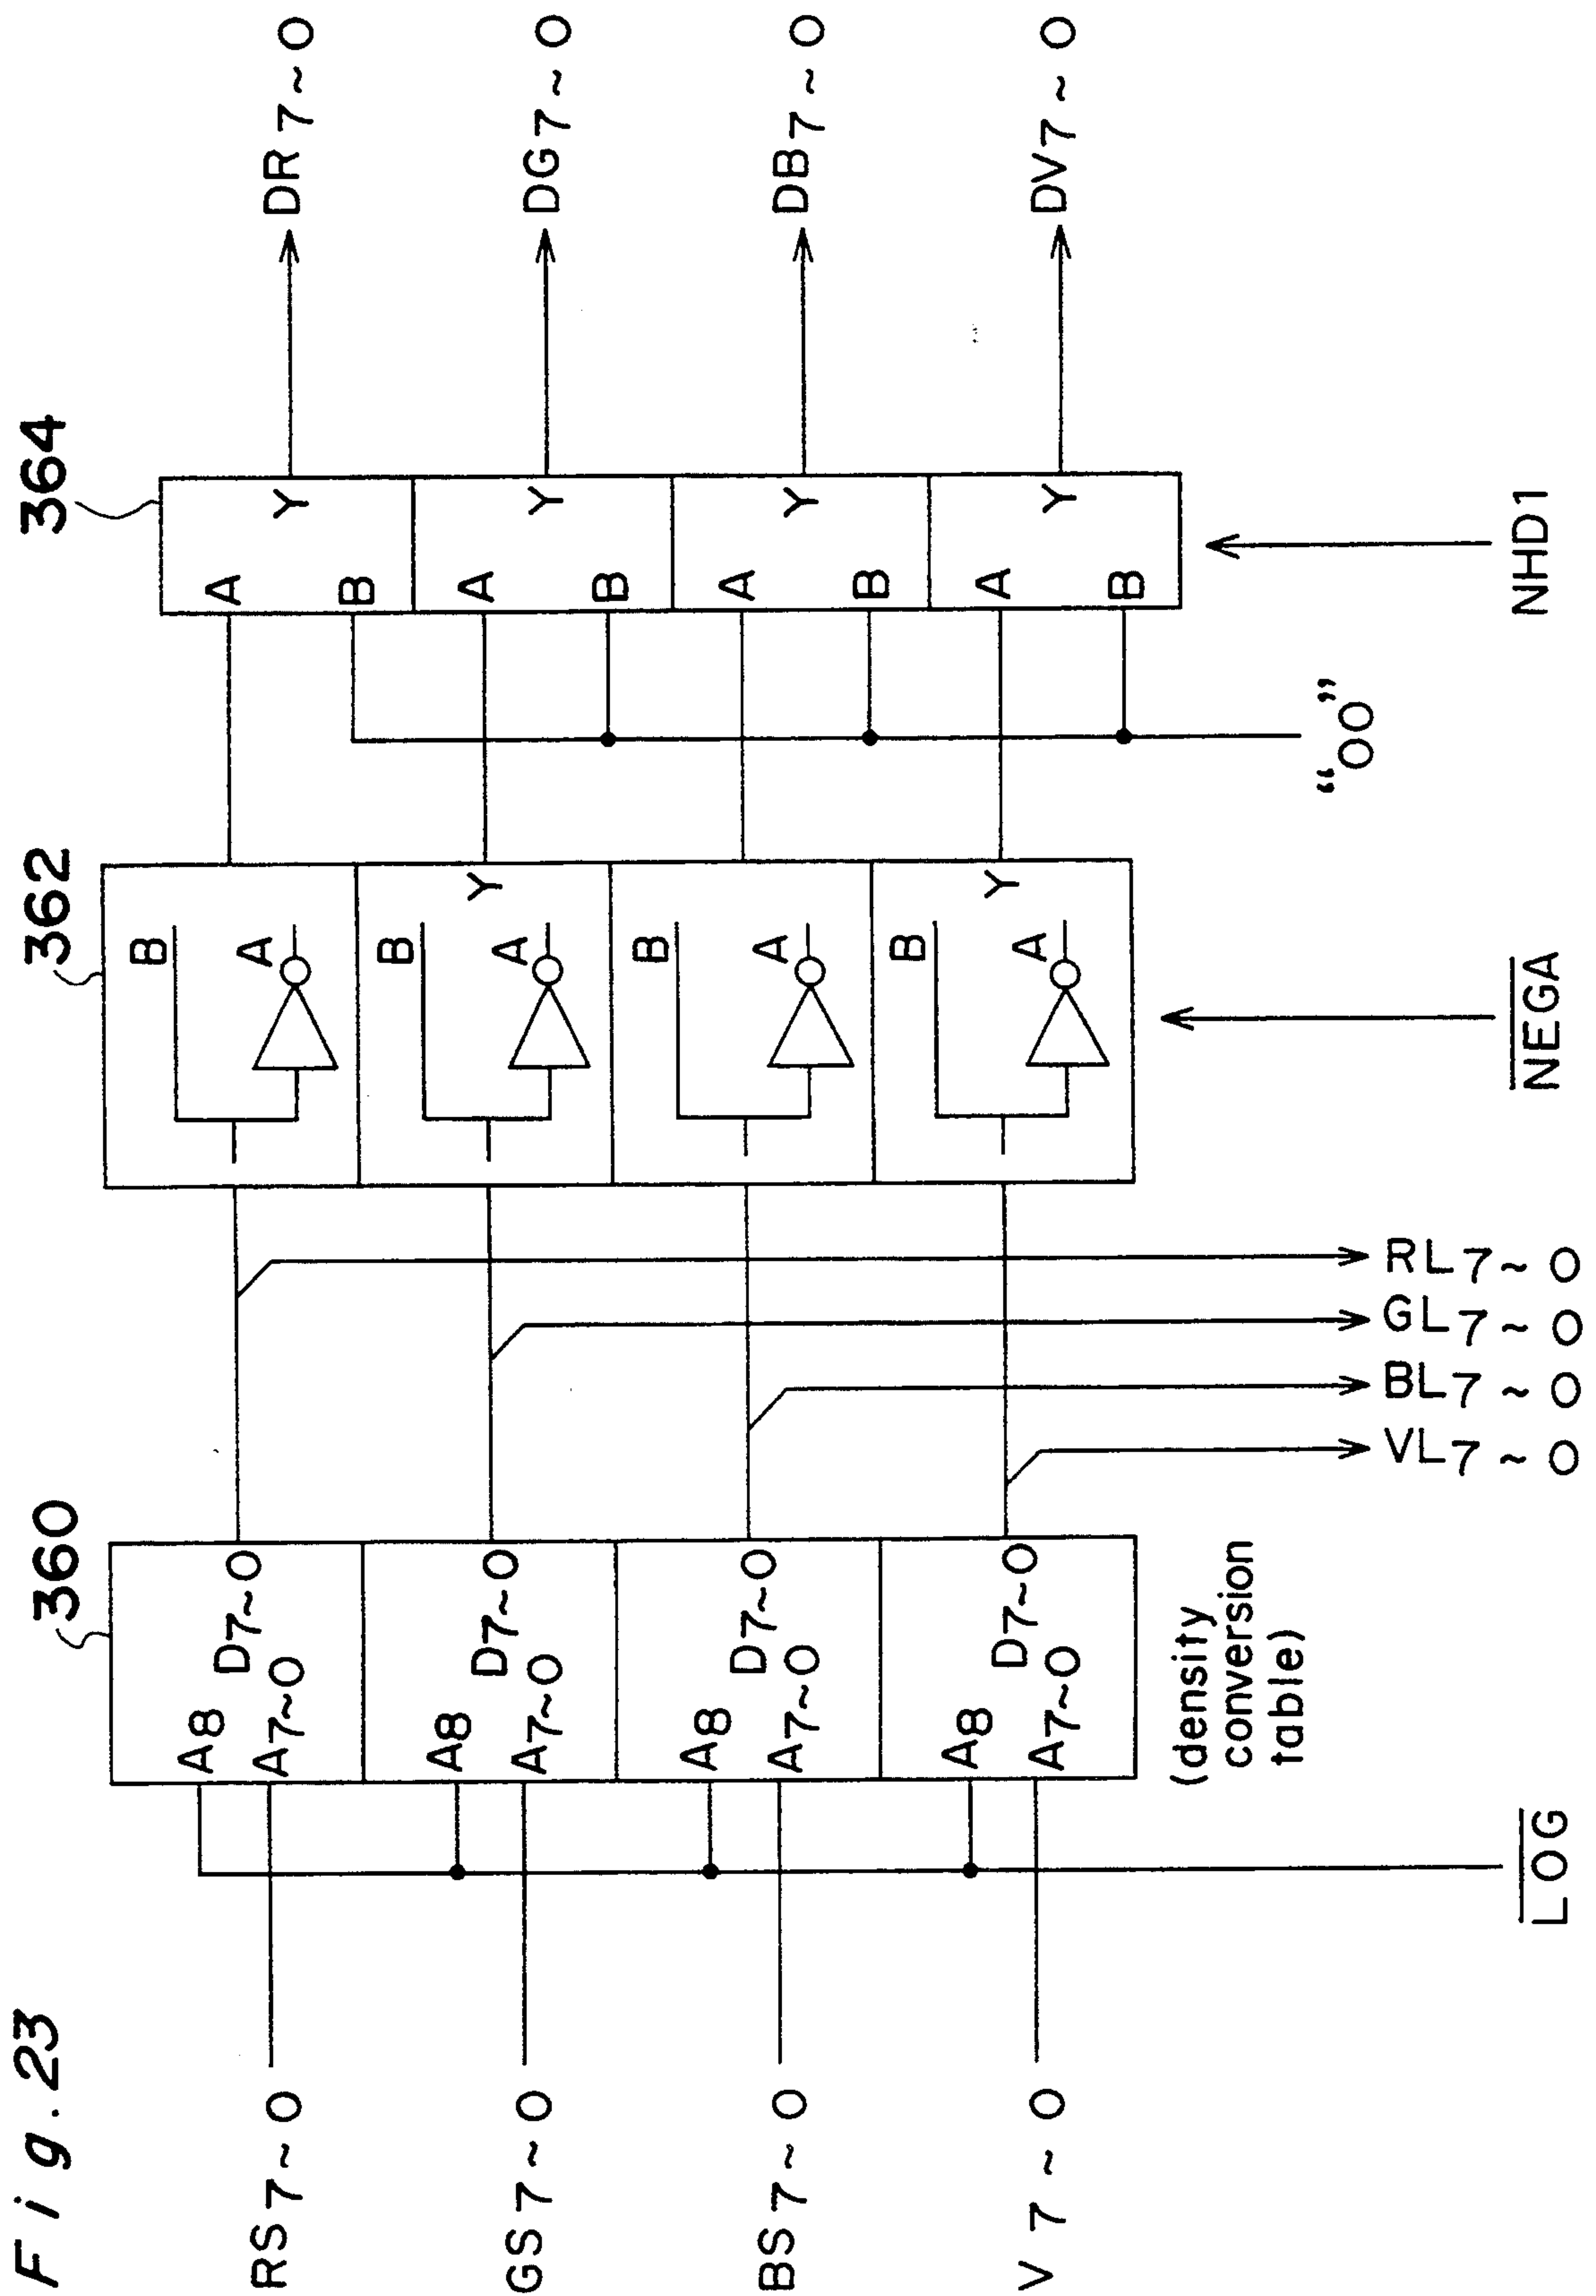 Fig.23
360
362
364
RS7~0
GS7~0
BS7~0
V7~0
A8
D7~0
A7~0
A8
D7~0
A7~0
A8
D7~0
A7~0
A8
D7~0
A7~0
(density
conversion
table)
LOG
RL7~0
GL7~0
BL7~0
VL7~0
B
A
B
Y
A
B
A
B
Y
A
NEGA
"00"
A
Y
B
A
Y
B
A
Y
B
A
Y
B
NHD1
DR7~0
DG7~0
DB7~0
DV7~0